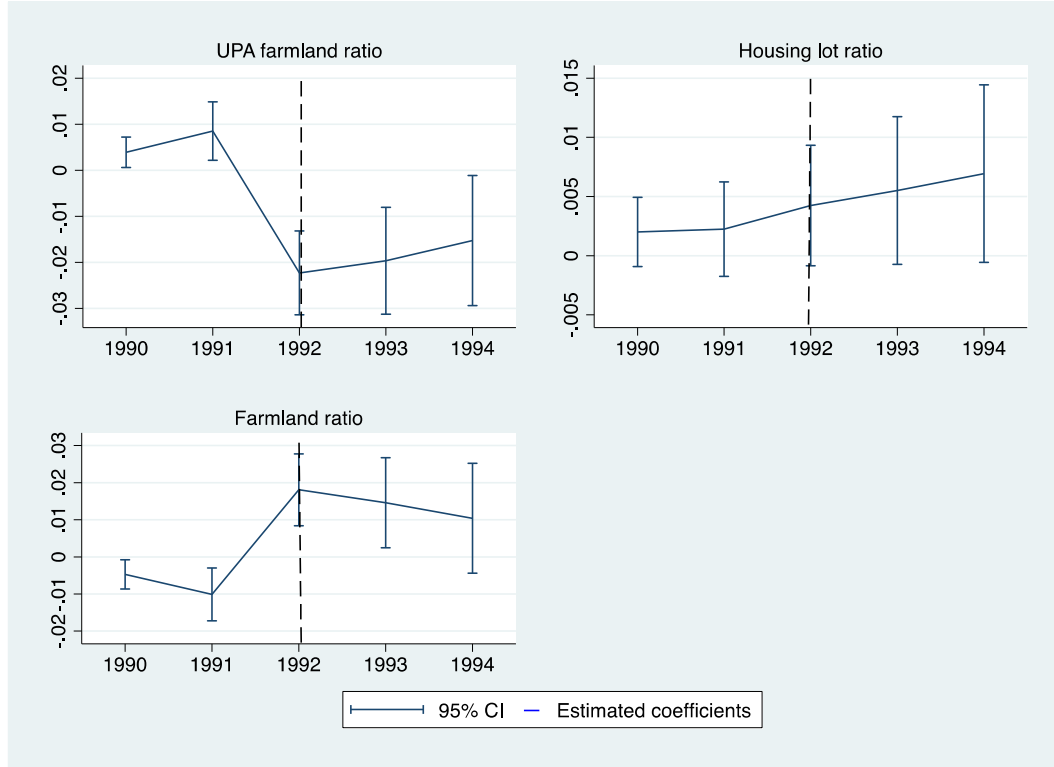 UPA farmland ratio
.02
.01
0
-.01
-.02
-.03
1990 1991 1992 1993 1994
Housing lot ratio
.015
.01
.005
0
-.005
1990 1991 1992 1993 1994
Farmland ratio
.03
.02
.01
0
-.01
-.02
1990 1991 1992 1993 1994
95% CI Estimated coefficients